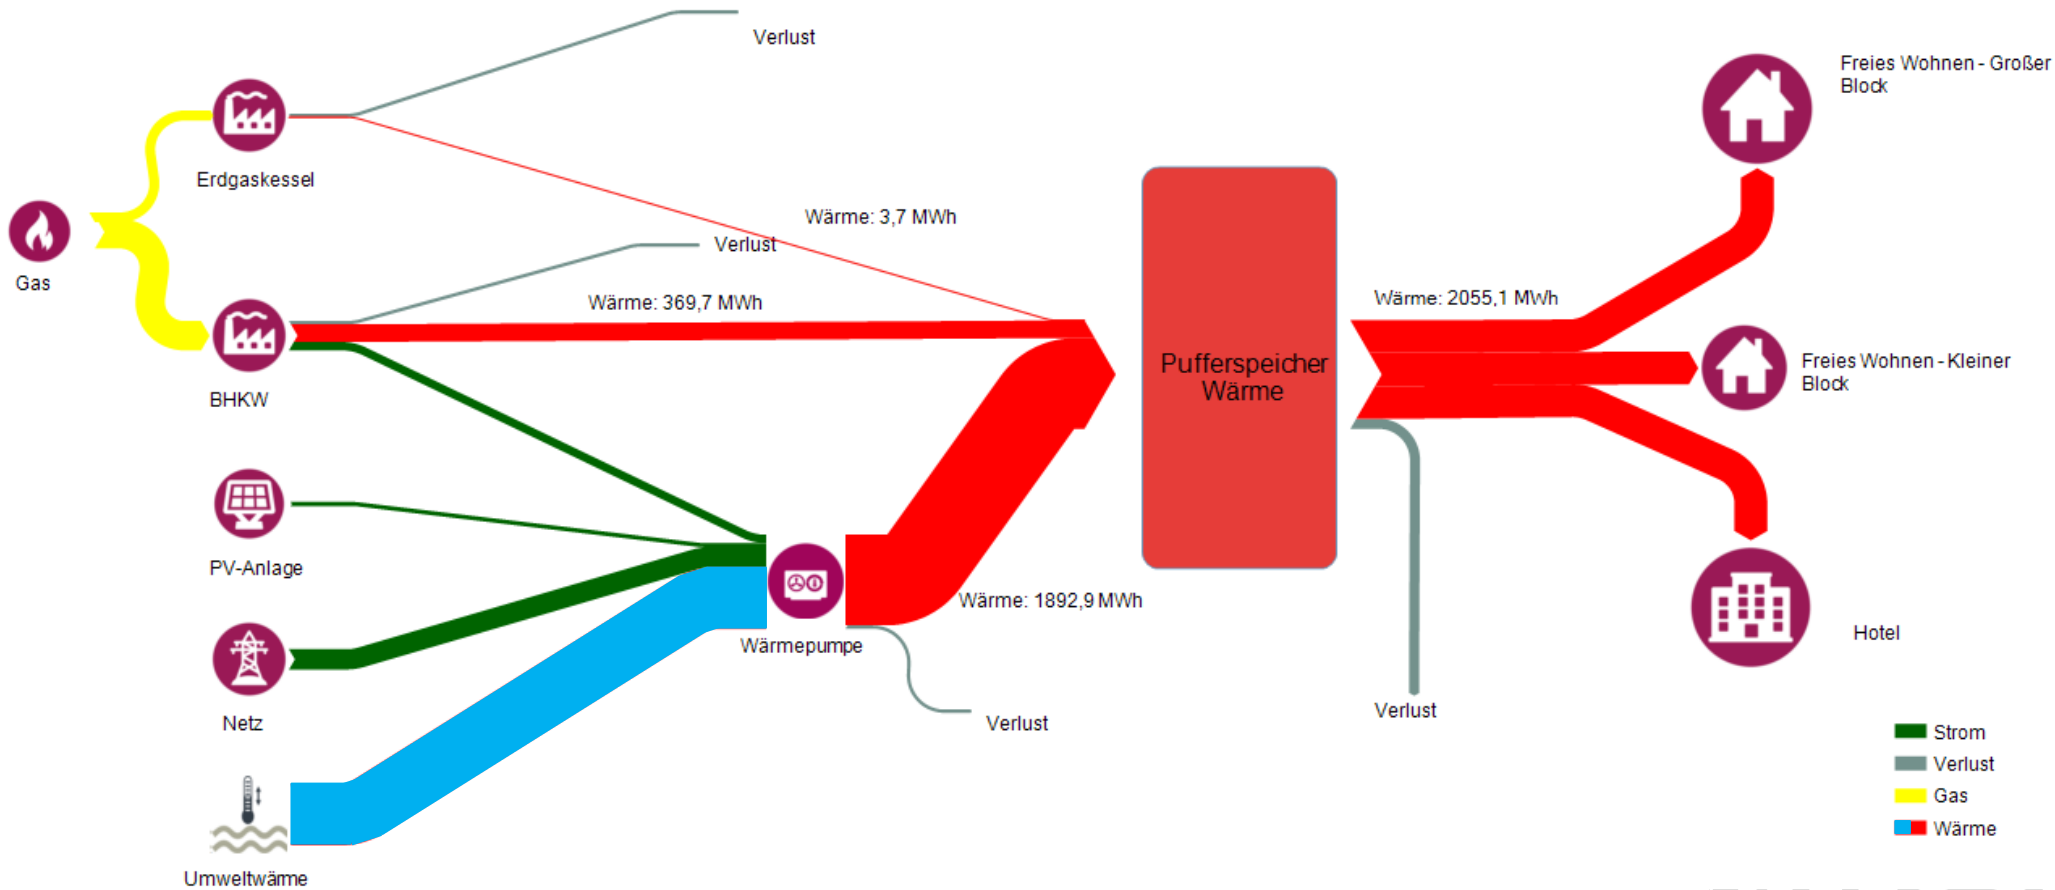 Verlust
Freies Wohnen - Großer
Block
Erdgaskessel
Wärme: 3,7 MWh
Verlust
Gas
Wärme: 369,7 MWh
Wärme: 2055,1 MWh
Pufferspeicher
Wärme
Freies Wohnen - Kleiner
Block
BHKW
PV-Anlage
Wärme: 1892,9 MWh
Hotel
Wärmepumpe
Netz
Verlust
Verlust
Strom
Verlust
Gas
Wärme
Umweltwärme